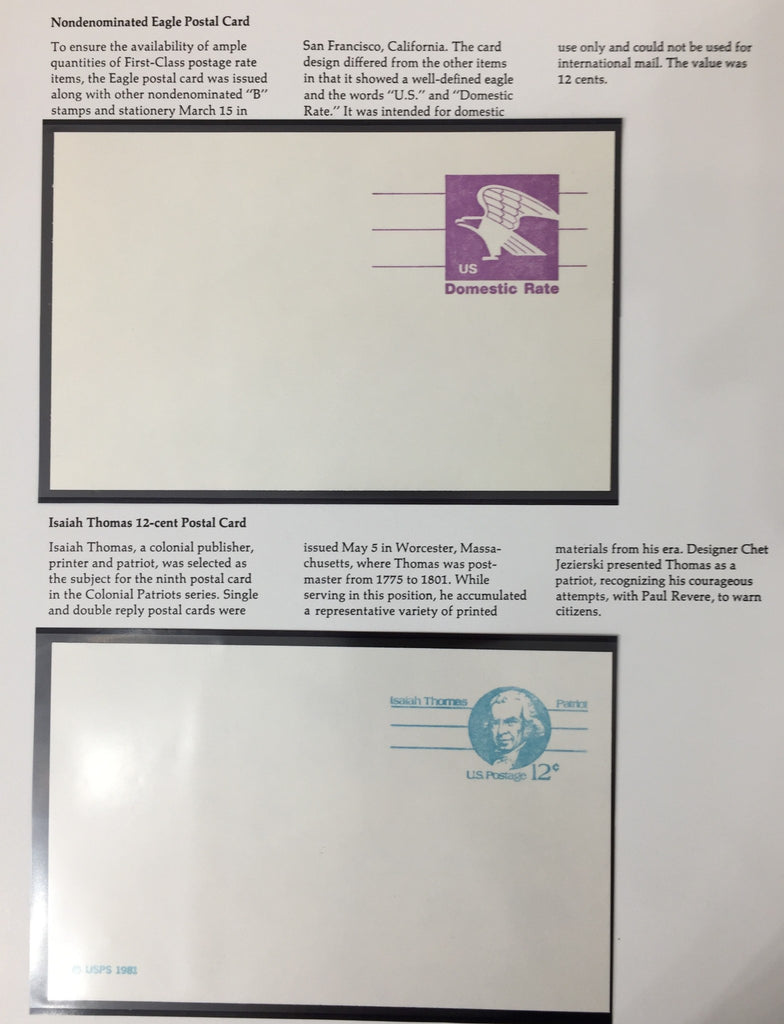 Nondenominated Eagle Postal Card
To ensure the availability of ample
quantities of First-Class postage rate
items, the Eagle postal card was issued
along with other nondenominated "B"
stamps and stationery March 15 in
San Francisco, California. The card
design differed from the other items
in that it showed a well-defined eagle
and the words "U.S." and "Domestic
Rate." It was intended for domestic
use only and could not be used for
international mail. The value was
12 cents.
US
Domestic Rate
Isaiah Thomas 12-cent Postal Card
Isaiah Thomas, a colonial publisher,
printer and patriot, was selected as
the subject for the ninth postal card
in the Colonial Patriots series. Single
and double reply postal cards were
issued May 5 in Worcester, Massa-
chusetts, where Thomas was post-
master from 1775 to 1801. While
serving in this position, he accumulated
a representative variety of printed
materials from his era. Designer Chet
Jezierski presented Thomas as a
patriot, recognizing his courageous
attempts, with Paul Revere, to warn
citizens.
Isaiah Thomas Patriot
U.S. Postage 12¢
© USPS 1981